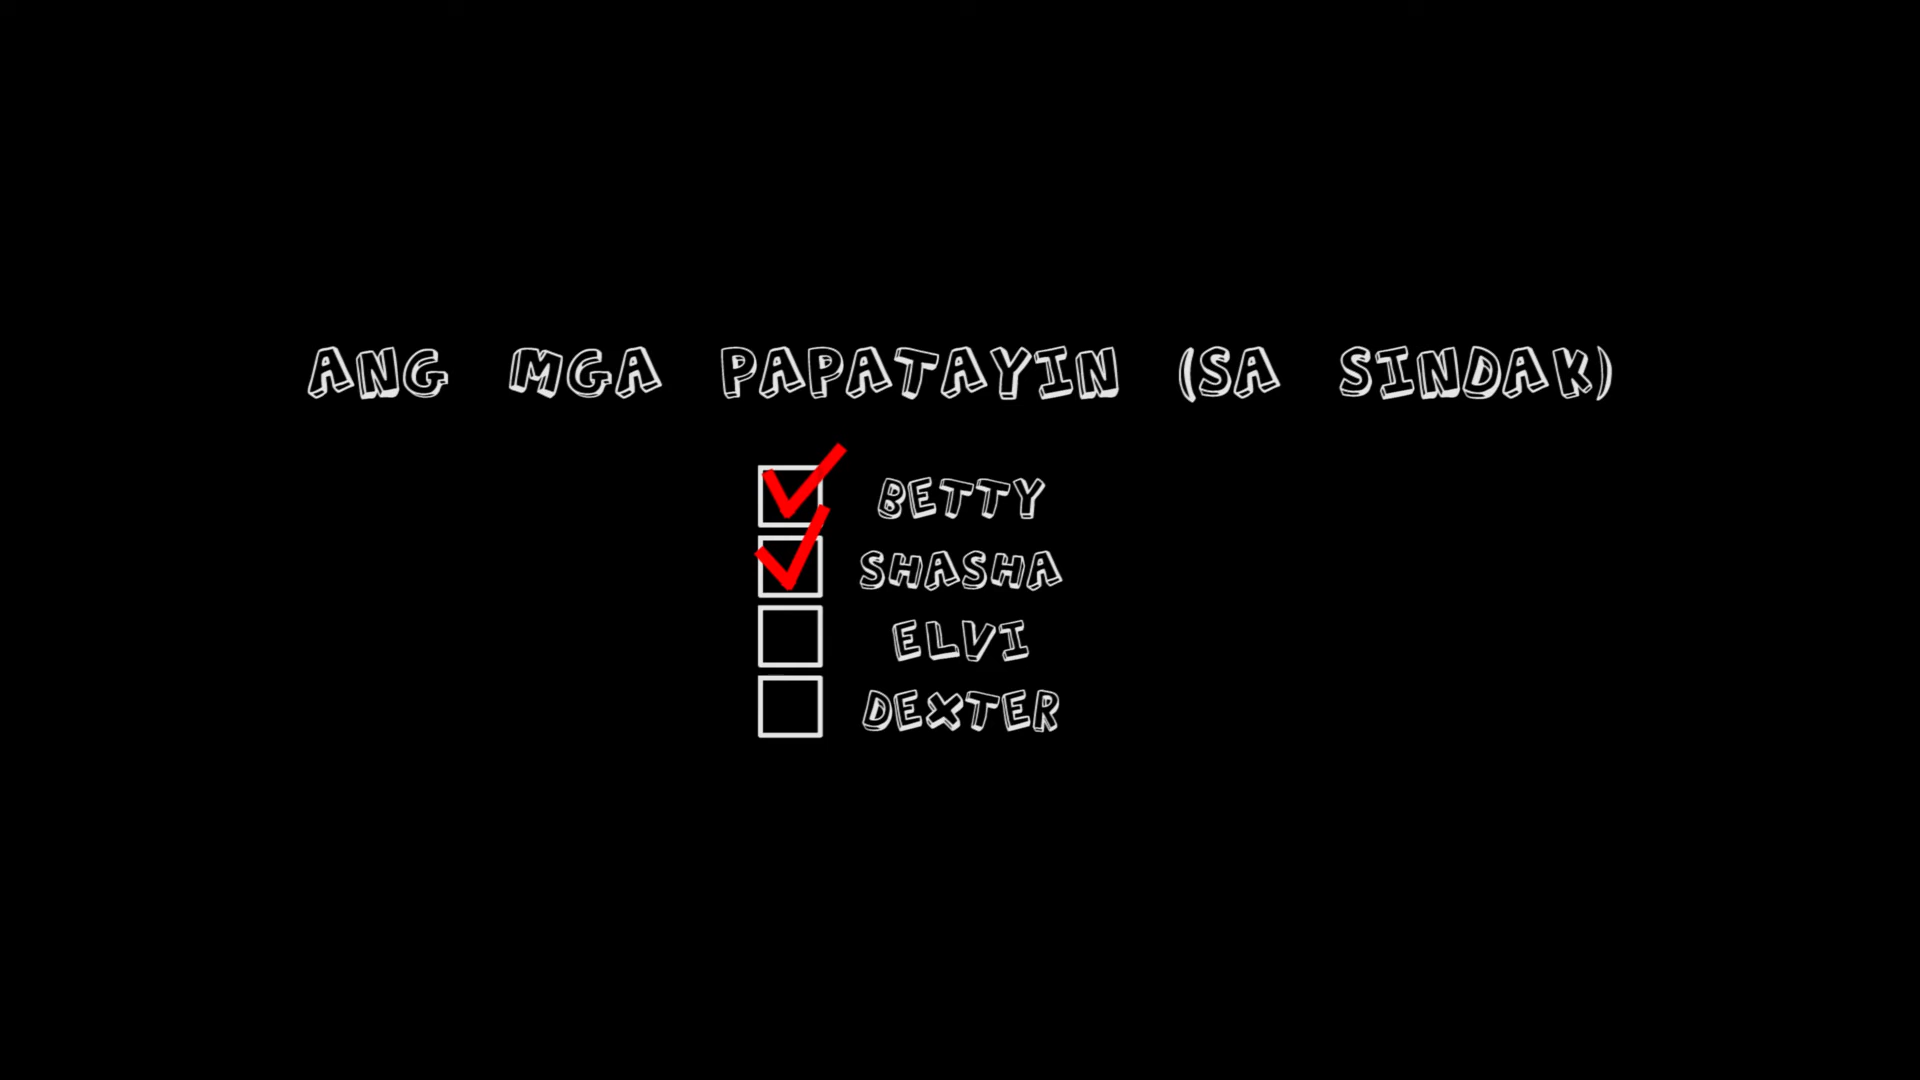 ANG MGA PAPATAYIN (SA SINDAK)
BETTY
SHASHA
ELVI
DEXTER